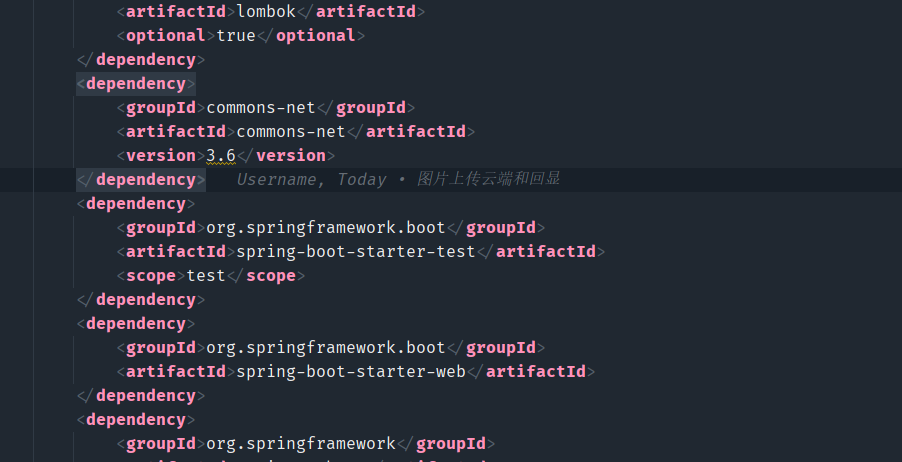 <artifactId>lombok</artifactId>
<optional>true</optional>
</dependency>
<dependency>
<groupId>commons-net</groupId>
<artifactId>commons-net</artifactId>
<version>3.6</version>
</dependency> Username, Today • 图片上传云端和回显
<dependency>
<groupId>org.springframework.boot</groupId>
<artifactId>spring-boot-starter-test</artifactId>
<scope>test</scope>
</dependency>
<dependency>
<groupId>org.springframework.boot</groupId>
<artifactId>spring-boot-starter-web</artifactId>
</dependency>
<dependency>
<groupId>org.springframework</groupId>